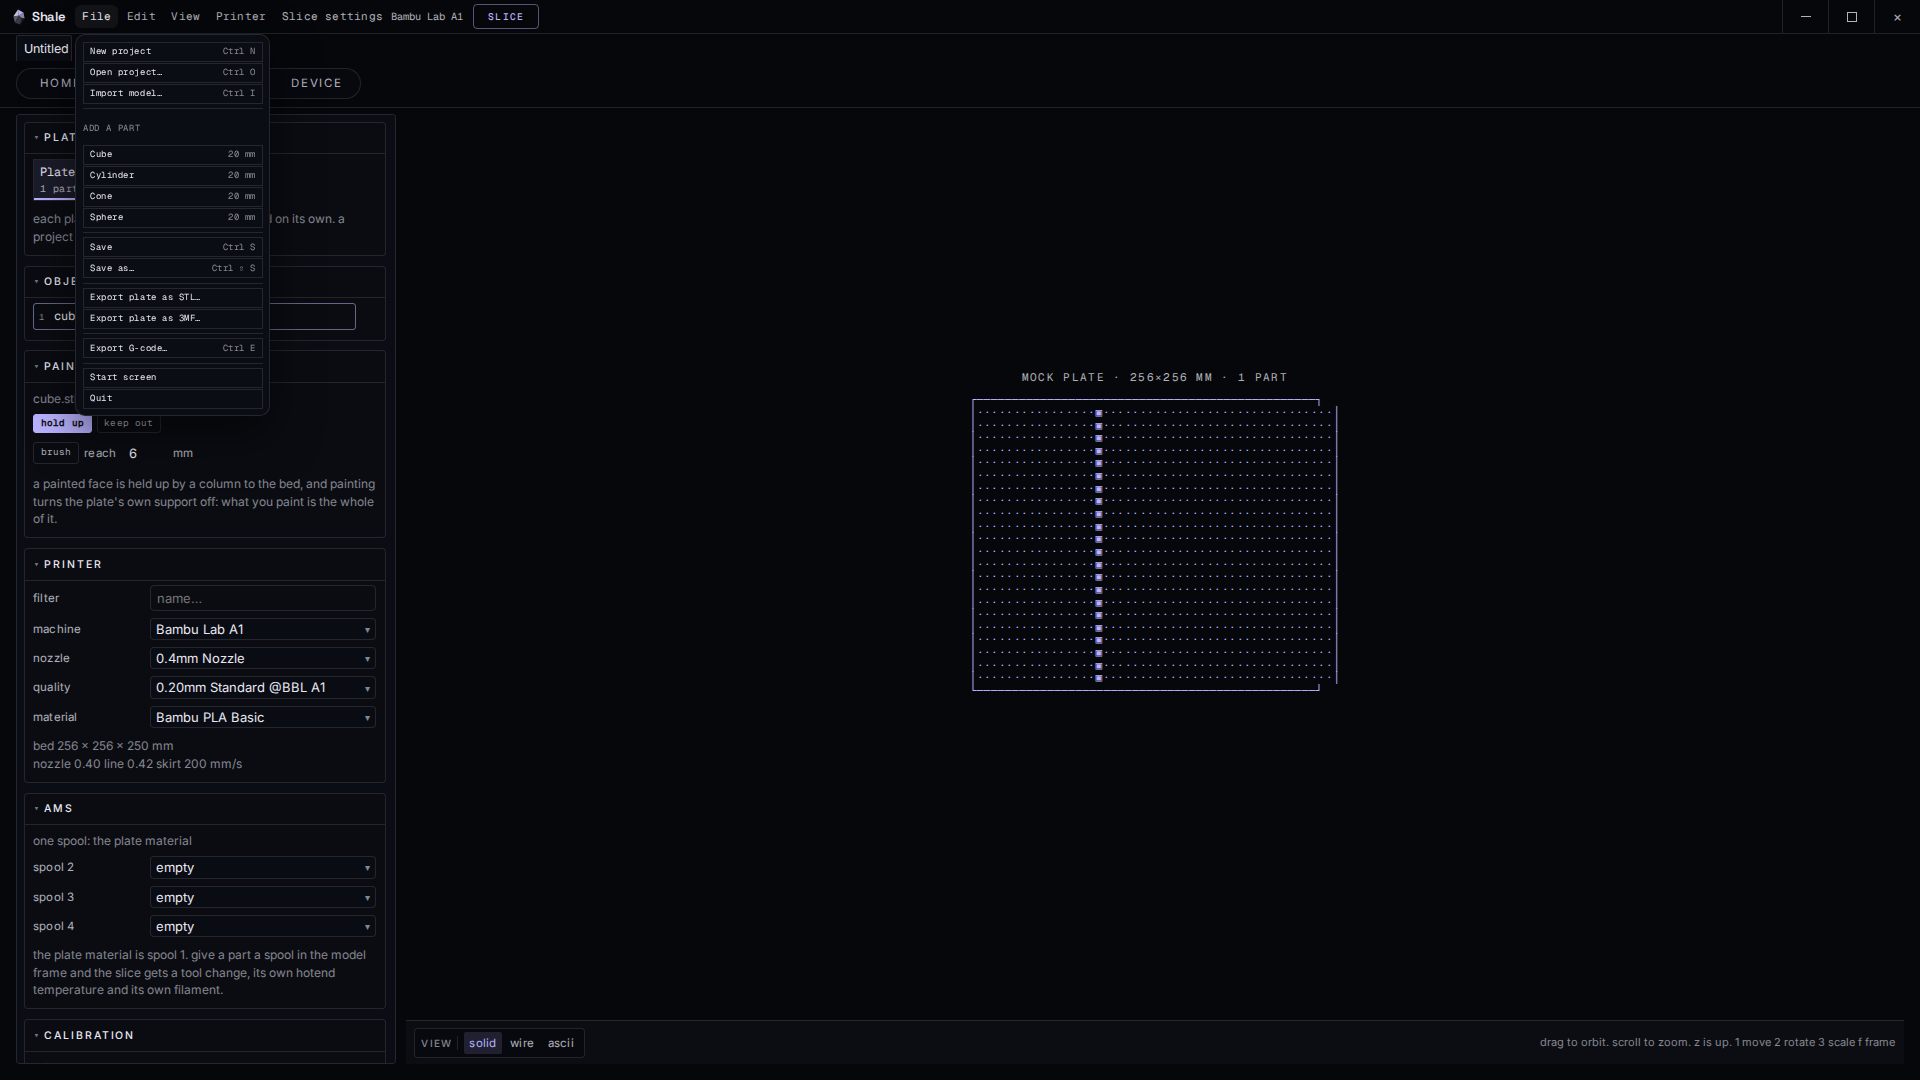 Shale File Edit View Printer Slice settings Bambu Lab A1 SLICE
Untitled
New project Ctrl N
Open project… Ctrl O
Import model… Ctrl I
ADD A PART
Cube 20 mm
Cylinder 20 mm
Cone 20 mm
Sphere 20 mm
Save Ctrl S
Save as… Ctrl ⇧ S
Export plate as STL…
Export plate as 3MF…
Export G-code… Ctrl E
Start screen
Quit
DEVICE
Plate
each on its own. a
project
1 cub
cube.st
hold up keep out
brush reach 6 mm
a painted face is held up by a column to the bed, and painting
turns the plate's own support off: what you paint is the whole
of it.
PRINTER
filter name...
machine Bambu Lab A1
nozzle 0.4mm Nozzle
quality 0.20mm Standard @BBL A1
material Bambu PLA Basic
bed 256 × 256 × 250 mm
nozzle 0.40 line 0.42 skirt 200 mm/s
AMS
one spool: the plate material
spool 2 empty
spool 3 empty
spool 4 empty
the plate material is spool 1. give a part a spool in the model
frame and the slice gets a tool change, its own hotend
temperature and its own filament.
CALIBRATION
MOCK PLATE · 256×256 MM · 1 PART
VIEW solid wire ascii
drag to orbit. scroll to zoom. z is up. 1 move 2 rotate 3 scale f frame